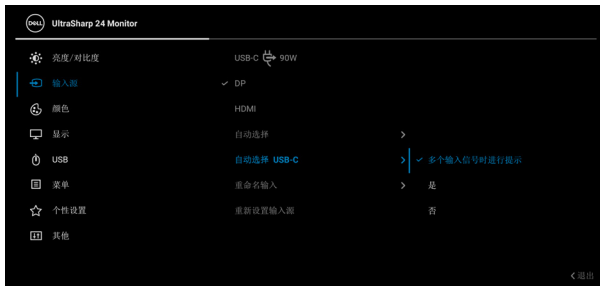 DELL UltraSharp 24 Monitor
亮度/对比度 USB-C 90W
输入源 DP
颜色 HDMI
显示 自动选择
USB 自动选择 USB-C 多个输入信号时进行提示
菜单 重命名输入 是
个性设置 重新设置输入源 否
其他
退出